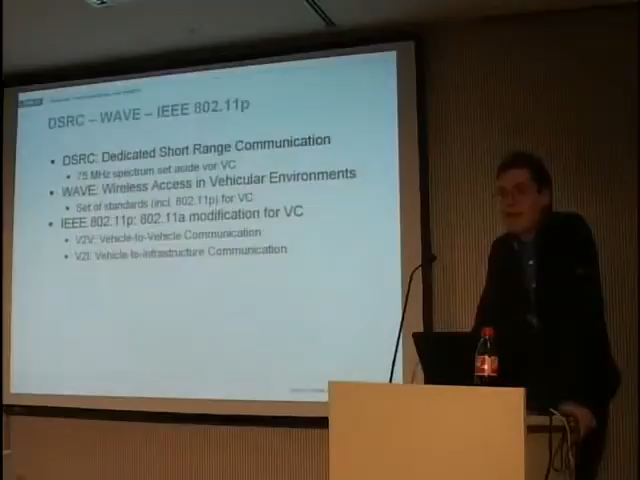 DSRC – WAVE – IEEE 802.11p
• DSRC: Dedicated Short Range Communication
• 75 MHz spectrum set aside vor VC
• WAVE: Wireless Access in Vehicular Environments
• Set of standards (incl. 802.11p) for VC
• IEEE 802.11p: 802.11a modification for VC
• V2V: Vehicle-to-Vehicle Communication
• V2I: Vehicle-to-Infrastructure Communication